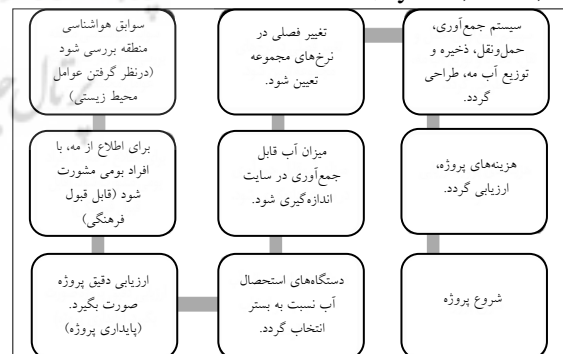 سوابق هواشناسی
منطقه بررسی شود
(درنظر گرفتن عوامل
محیط زیستی)
برای اطلاع از مه، با
افراد بومی مشورت
شود (قابل قبول
فرهنگی)
ارزیابی دقیق پروژه
صورت بگیرد.
(پایداری پروژه)
دستگاه‌های استحصال
آب نسبت به بستر
انتخاب گردد.
میزان آب قابل
جمع‌آوری در سایت
اندازه‌گیری شود.
تغییر فصلی در
نرخ‌های مجموعه
تعیین شود.
سیستم جمع‌آوری،
حمل‌ونقل، ذخیره و
توزیع آب مه، طراحی
گردد.
هزینه‌های پروژه،
ارزیابی گردد.
شروع پروژه